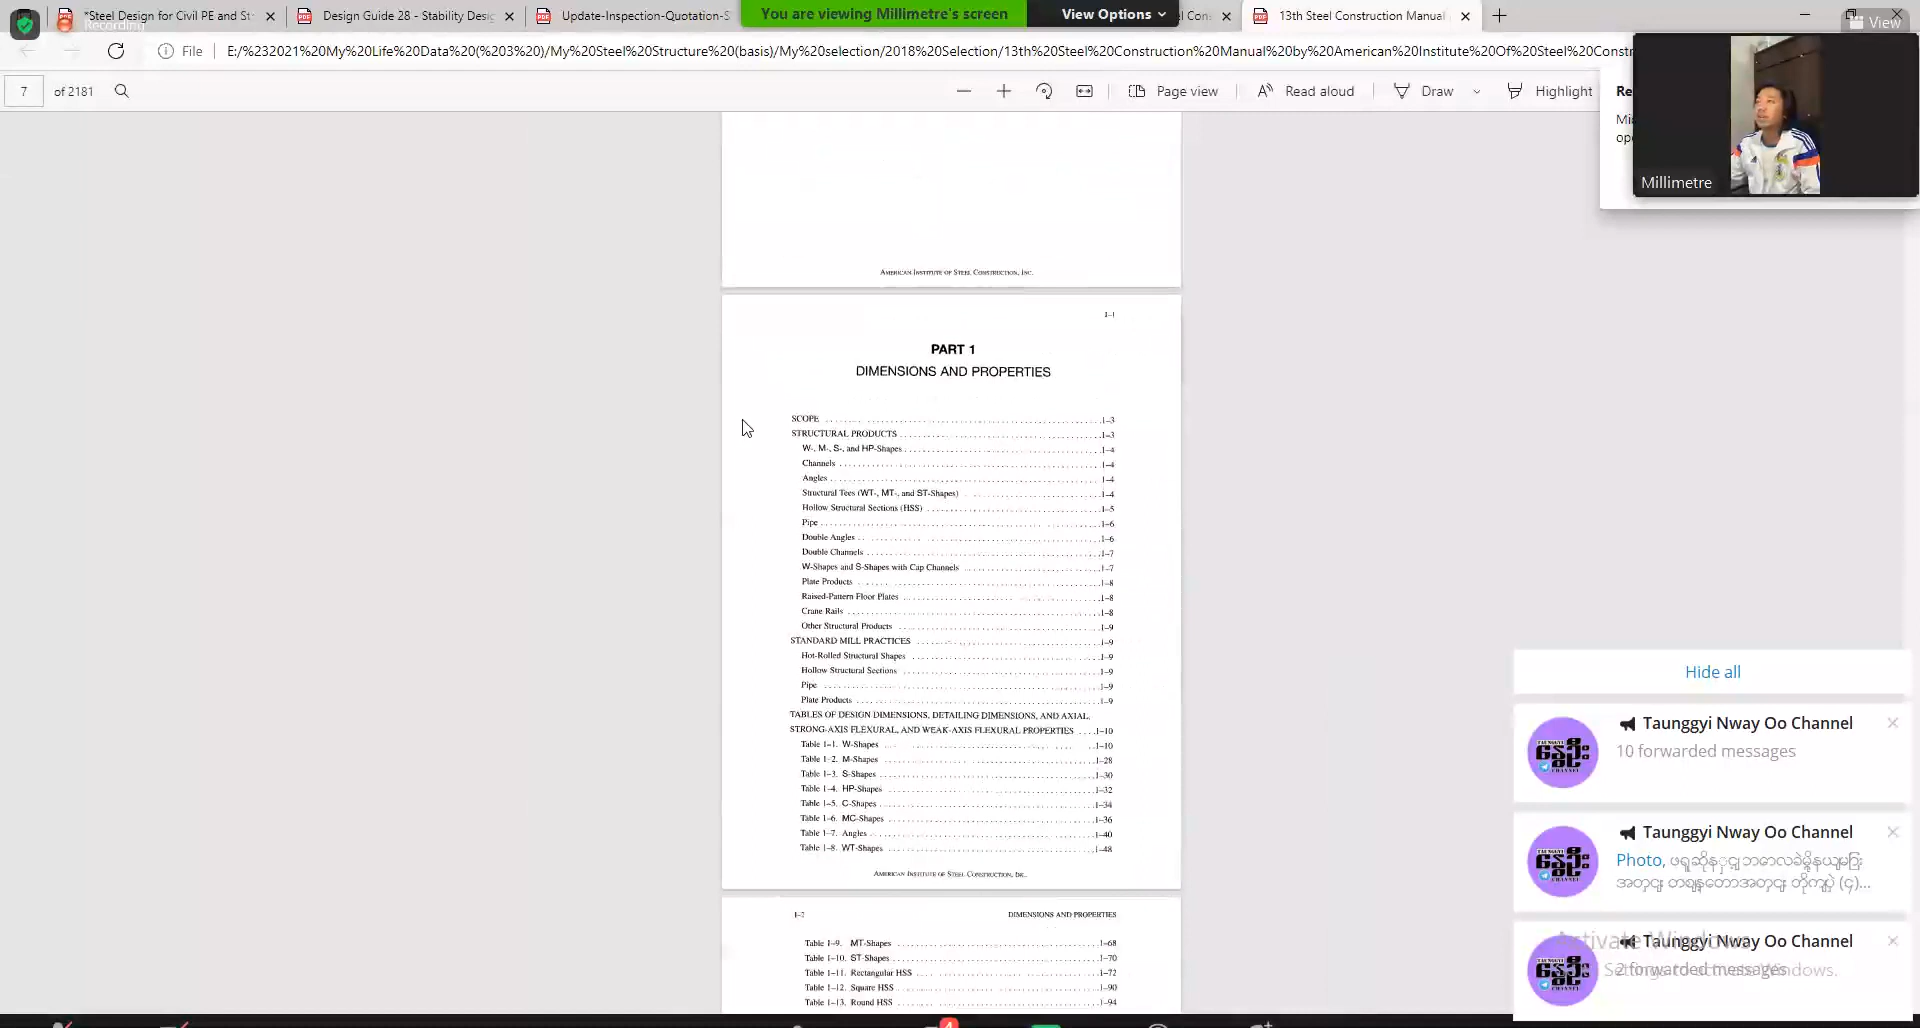 *Steel Design for Civil PE and St
Design Guide 28 - Stability Desig
Update-Inspection-Quotation-S
You are viewing Millimetre's screen
View Options
13th Steel Construction Manual
Recording
View
File
E:/%232021%20My%20Life%20Data%20(%203%20)/My%20Steel%20Structure%20(basis)/My%20selection/2018%20Selection/13th%20Steel%20Construction%20Manual%20by%20American%20Institute%20Of%20Steel%20Constr
7
of 2181
Page view
Read aloud
Draw
Highlight
Re
Mi
op
Millimetre
AMERICAN INSTITUTE OF STEEL CONSTRUCTION, INC.
1–1
PART 1
DIMENSIONS AND PROPERTIES
SCOPE ........ 1–3
STRUCTURAL PRODUCTS ........ 1–3
W-, M-, S-, and HP-Shapes ........ 1–4
Channels ........ 1–4
Angles ........ 1–4
Structural Tees (WT-, MT-, and ST-Shapes) ........ 1–4
Hollow Structural Sections (HSS) ........ 1–5
Pipe ........ 1–6
Double Angles ........ 1–6
Double Channels ........ 1–7
W-Shapes and S-Shapes with Cap Channels ........ 1–7
Plate Products ........ 1–8
Raised-Pattern Floor Plates ........ 1–8
Crane Rails ........ 1–8
Other Structural Products ........ 1–9
STANDARD MILL PRACTICES ........ 1–9
Hot-Rolled Structural Shapes ........ 1–9
Hollow Structural Sections ........ 1–9
Pipe ........ 1–9
Plate Products ........ 1–9
TABLES OF DESIGN DIMENSIONS, DETAILING DIMENSIONS, AND AXIAL,
STRONG-AXIS FLEXURAL, AND WEAK-AXIS FLEXURAL PROPERTIES ....1–10
Table 1–1. W-Shapes ........ 1–10
Table 1–2. M-Shapes ........ 1–28
Table 1–3. S-Shapes ........ 1–30
Table 1–4. HP-Shapes ........ 1–32
Table 1–5. C-Shapes ........ 1–34
Table 1–6. MC-Shapes ........ 1–36
Table 1–7. Angles ........ 1–40
Table 1–8. WT-Shapes ........ 1–48
AMERICAN INSTITUTE OF STEEL CONSTRUCTION, INC.
1–2
DIMENSIONS AND PROPERTIES
Table 1–9. MT-Shapes ........ 1–68
Table 1–10. ST-Shapes ........ 1–70
Table 1–11. Rectangular HSS ........ 1–72
Table 1–12. Square HSS ........ 1–90
Table 1–13. Round HSS ........ 1–94
Hide all
Taunggyi Nway Oo Channel
10 forwarded messages
Taunggyi Nway Oo Channel
Photo,
Taunggyi Nway Oo Channel
2 forwarded messages
Activate Windows
Settings to activate Windows.
4